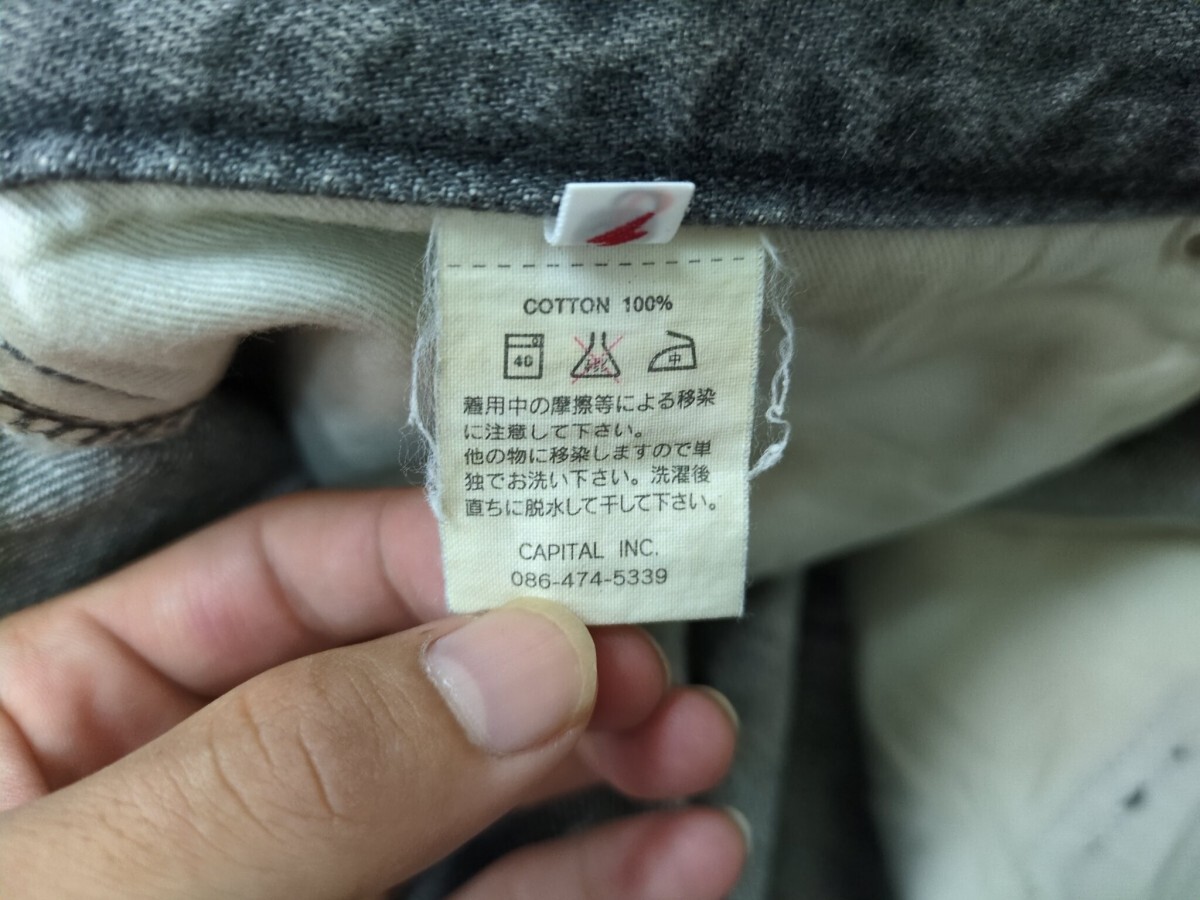 COTTON 100%
40 中
着用中の摩擦等による移染
に注意して下さい。
他の物に移染しますので単
独でお洗い下さい。洗濯後
直ちに脱水して干して下さい。
CAPITAL INC.
086-474-5339